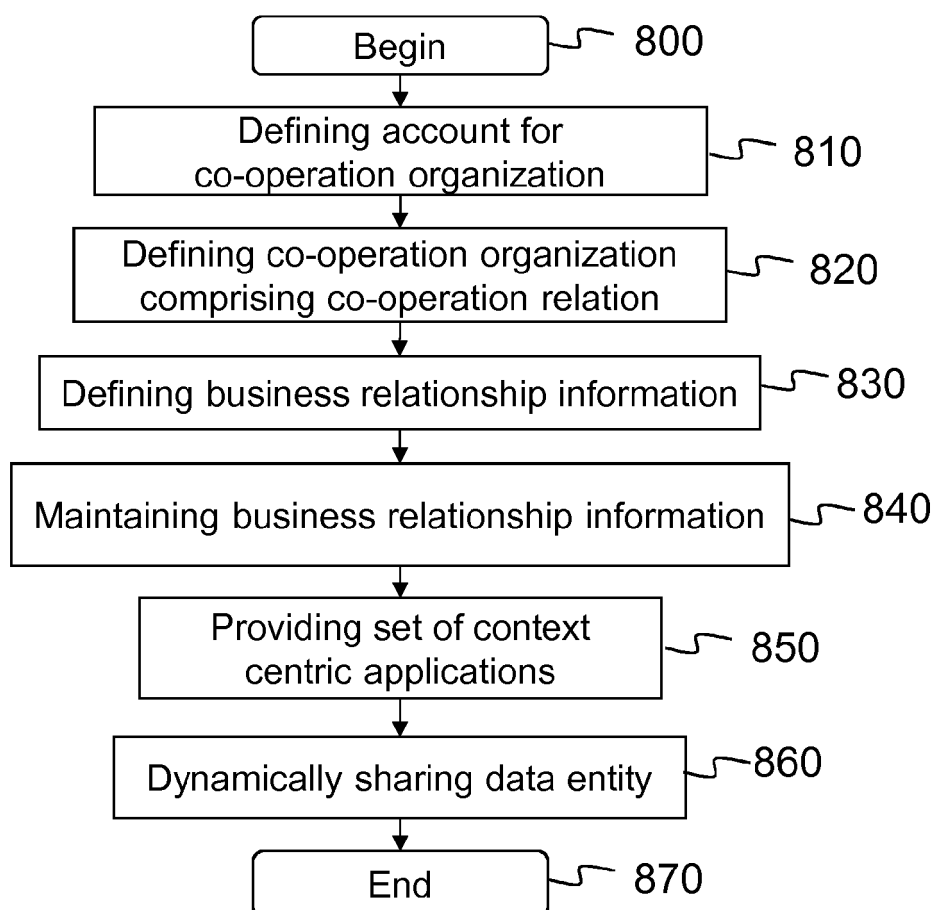 Begin
800
Defining account for
co-operation organization
810
Defining co-operation organization
comprising co-operation relation
820
Defining business relationship information
830
Maintaining business relationship information
840
Providing set of context
centric applications
850
Dynamically sharing data entity
860
End
870